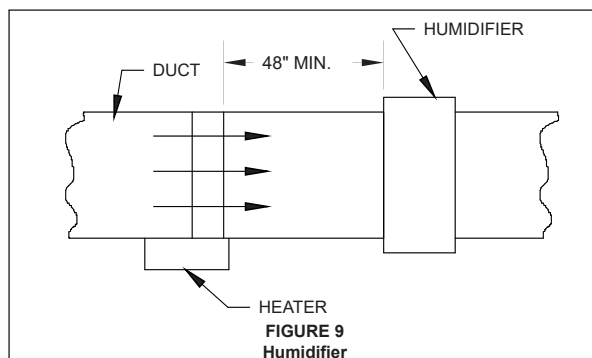 HUMIDIFIER
48" MIN.
DUCT
HEATER
FIGURE 9
Humidifier